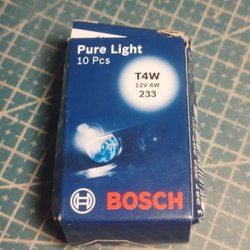 Pure Light
10 Pcs
T4W
12V 4W
233
BOSCH